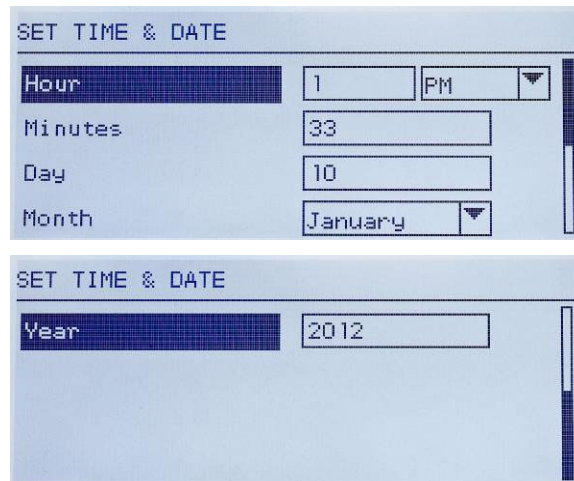 SET TIME & DATE
Hour 1 PM
Minutes 33
Day 10
Month January
SET TIME & DATE
Year 2012